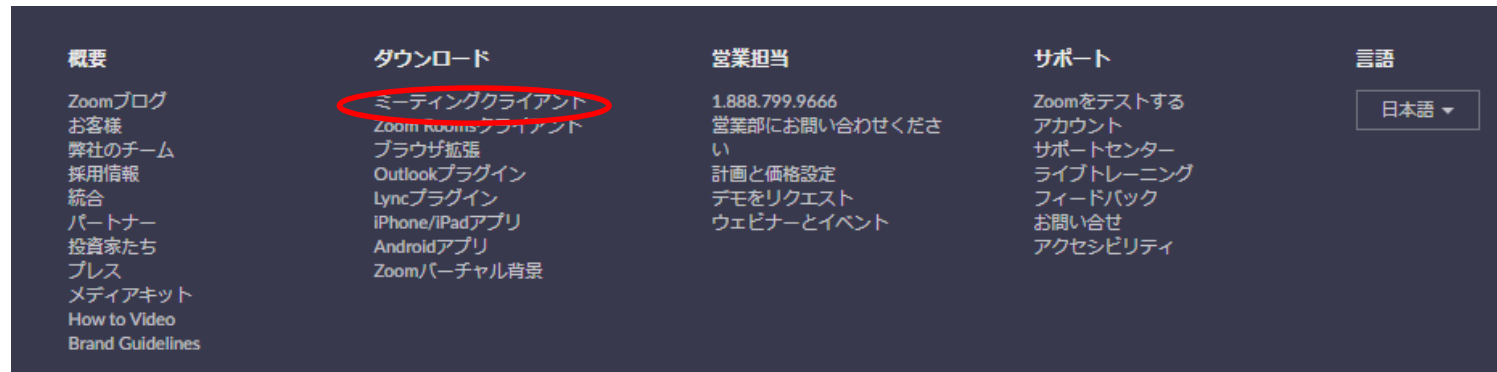 概要
Zoomブログ
お客様
弊社のチーム
採用情報
統合
パートナー
投資家たち
プレス
メディアキット
How to Video
Brand Guidelines
ダウンロード
ミーティングクライアント
Zoom Roomsクライアント
ブラウザ拡張
Outlookプラグイン
Lyncプラグイン
iPhone/iPadアプリ
Androidアプリ
Zoomバーチャル背景
営業担当
1.888.799.9666
営業部にお問い合わせくださ
い
計画と価格設定
デモをリクエスト
ウェビナーとイベント
サポート
Zoomをテストする
アカウント
サポートセンター
ライブトレーニング
フィードバック
お問い合せ
アクセシビリティ
言語
日本語